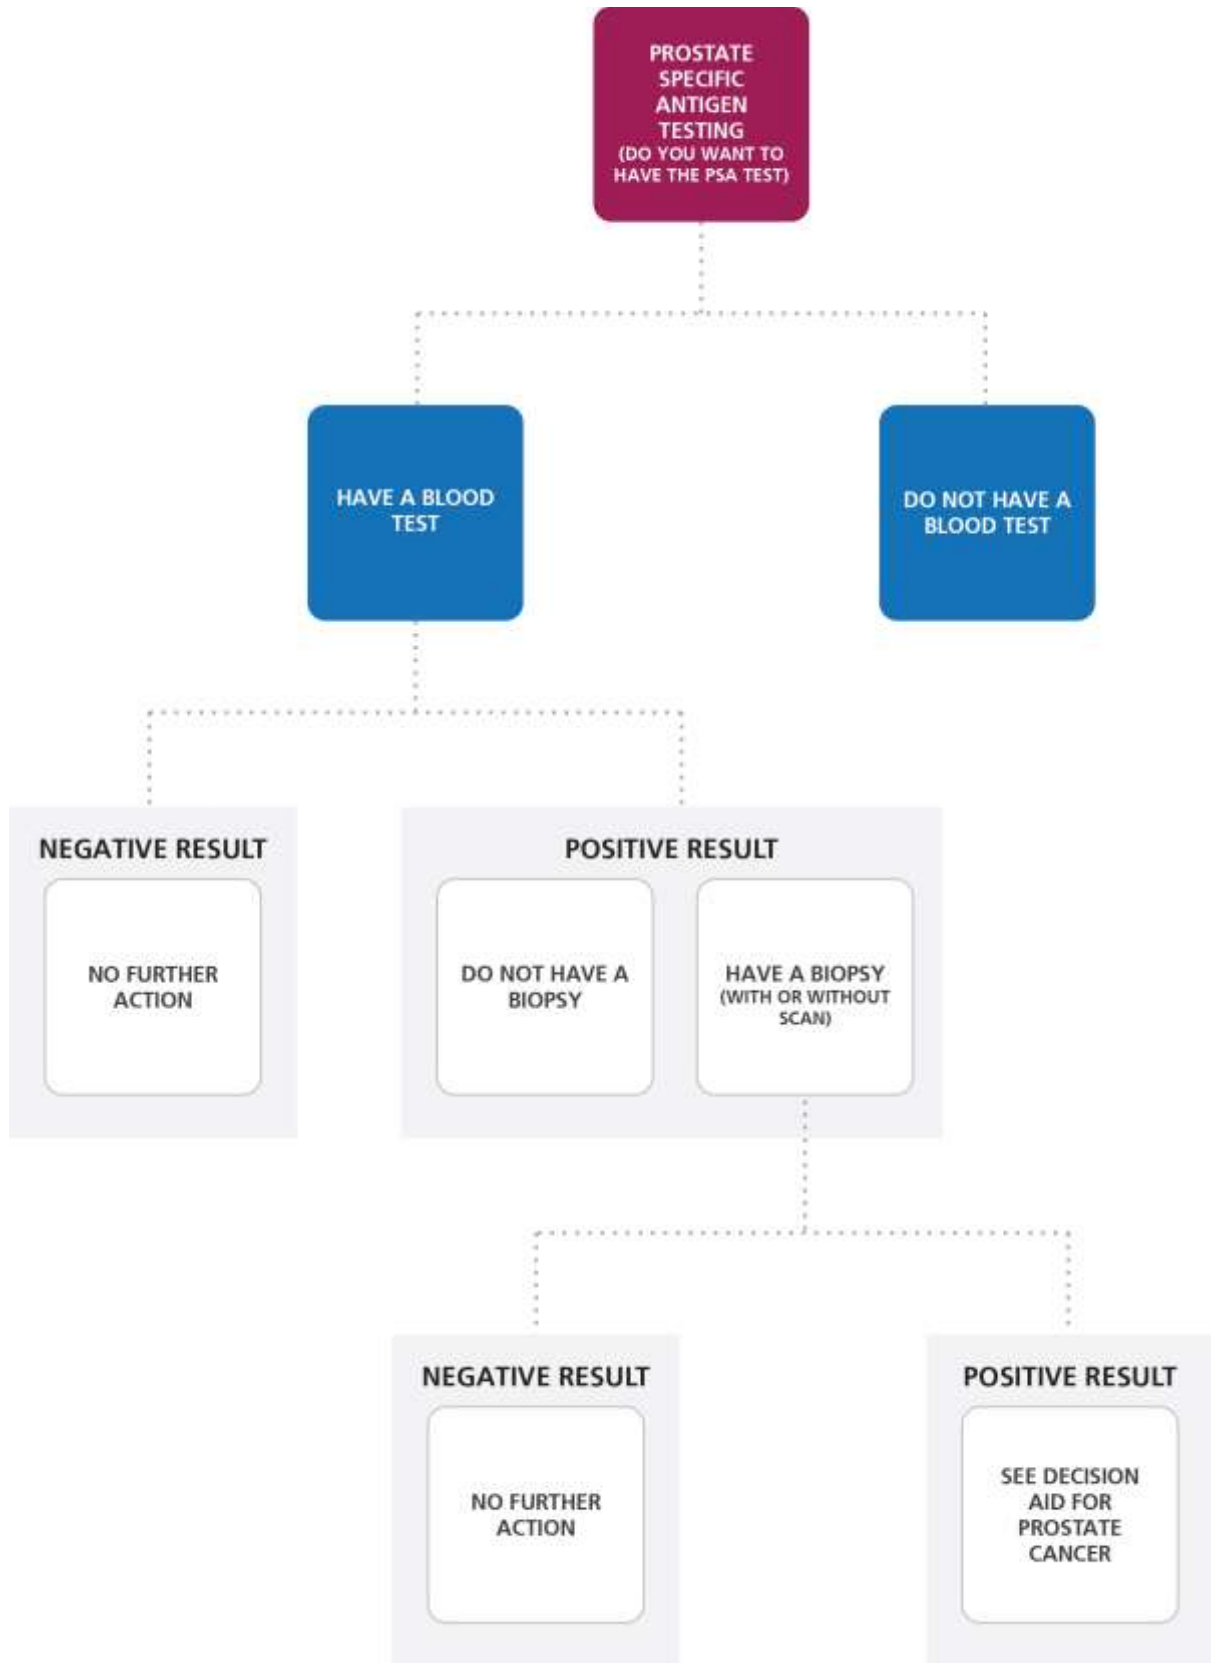 PROSTATE
SPECIFIC
ANTIGEN
TESTING
(DO YOU WANT TO
HAVE THE PSA TEST)
HAVE A BLOOD
TEST
DO NOT HAVE A
BLOOD TEST
NEGATIVE RESULT
NO FURTHER
ACTION
POSITIVE RESULT
DO NOT HAVE A
BIOPSY
HAVE A BIOPSY
(WITH OR WITHOUT
SCAN)
NEGATIVE RESULT
NO FURTHER
ACTION
POSITIVE RESULT
SEE DECISION
AID FOR
PROSTATE
CANCER